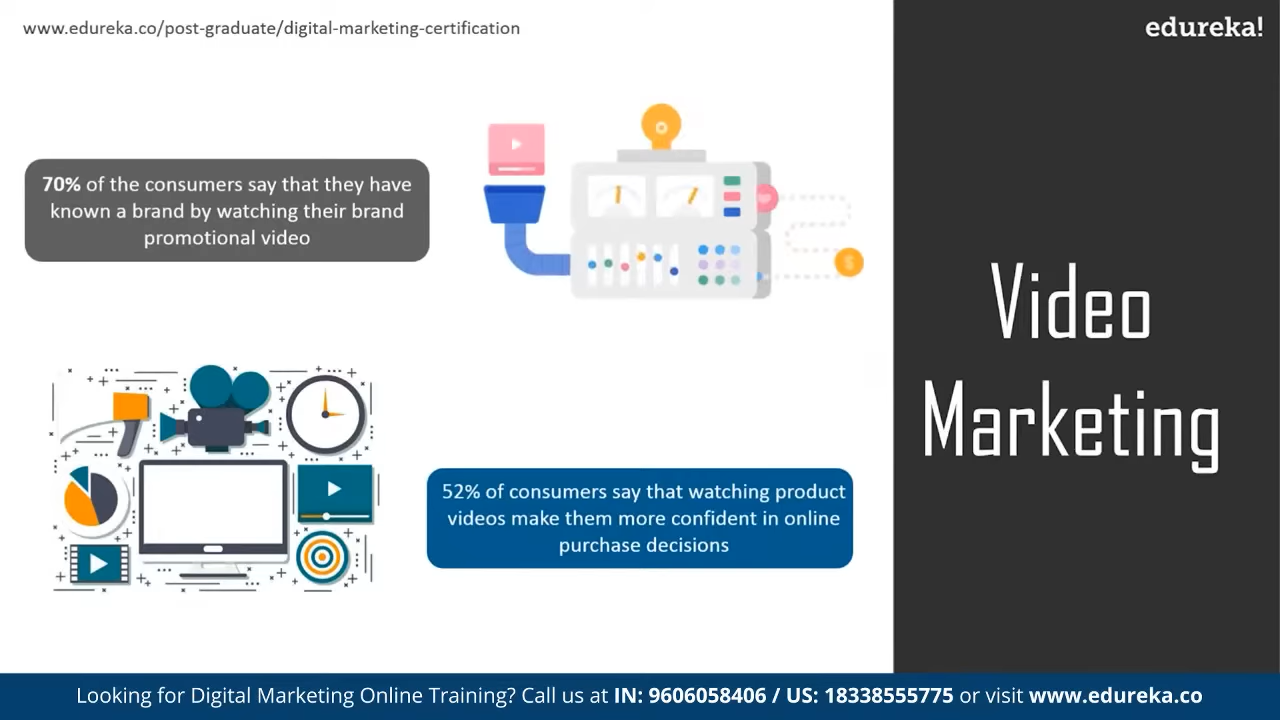 www.edureka.co/post-graduate/digital-marketing-certification
edureka!
70% of the consumers say that they have
known a brand by watching their brand
promotional video
Video
Marketing
52% of consumers say that watching product
videos make them more confident in online
purchase decisions
Looking for Digital Marketing Online Training? Call us at IN: 9606058406 / US: 18338555775 or visit www.edureka.co